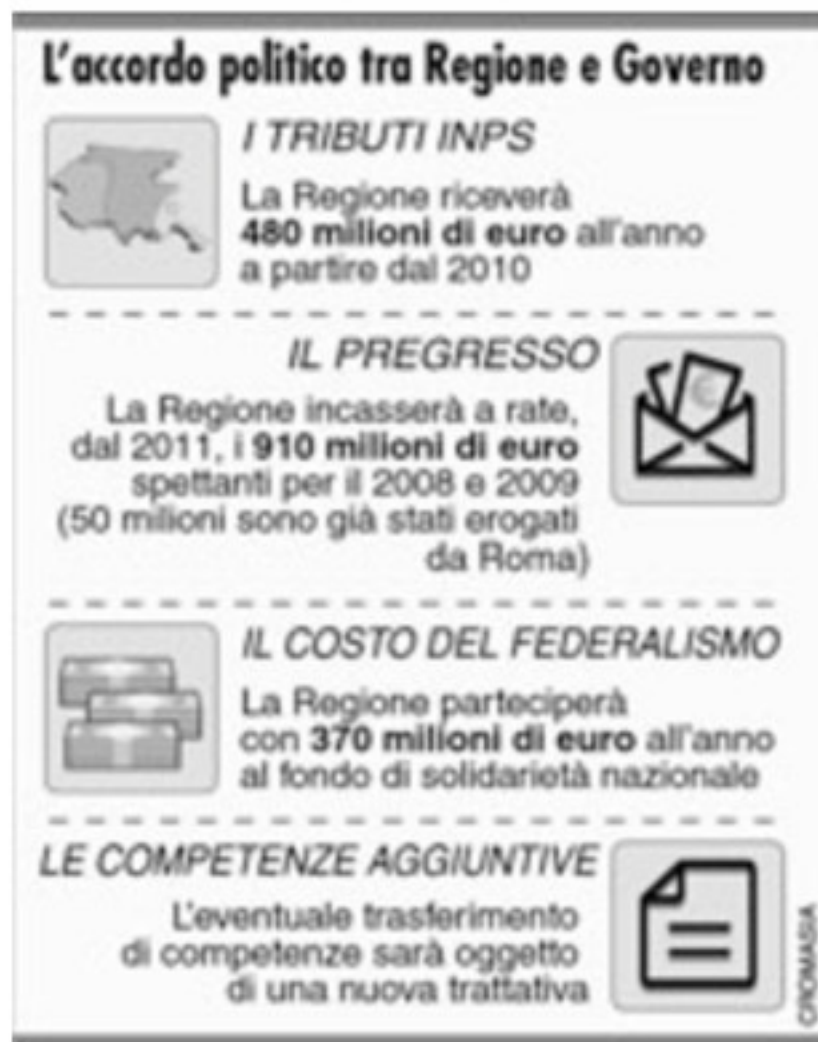 L'accordo politico tra Regione e Governo
I TRIBUTI INPS
La Regione riceverà
480 milioni di euro all'anno
a partire dal 2010
IL PREGRESSO
La Regione incasserà a rate,
dal 2011, i 910 milioni di euro
spettanti per il 2008 e 2009
(50 milioni sono già stati erogati
da Roma)
IL COSTO DEL FEDERALISMO
La Regione parteciperà
con 370 milioni di euro all'anno
al fondo di solidarietà nazionale
LE COMPETENZE AGGIUNTIVE
L'eventuale trasferimento
di competenze sarà oggetto
di una nuova trattativa
CROMASIA